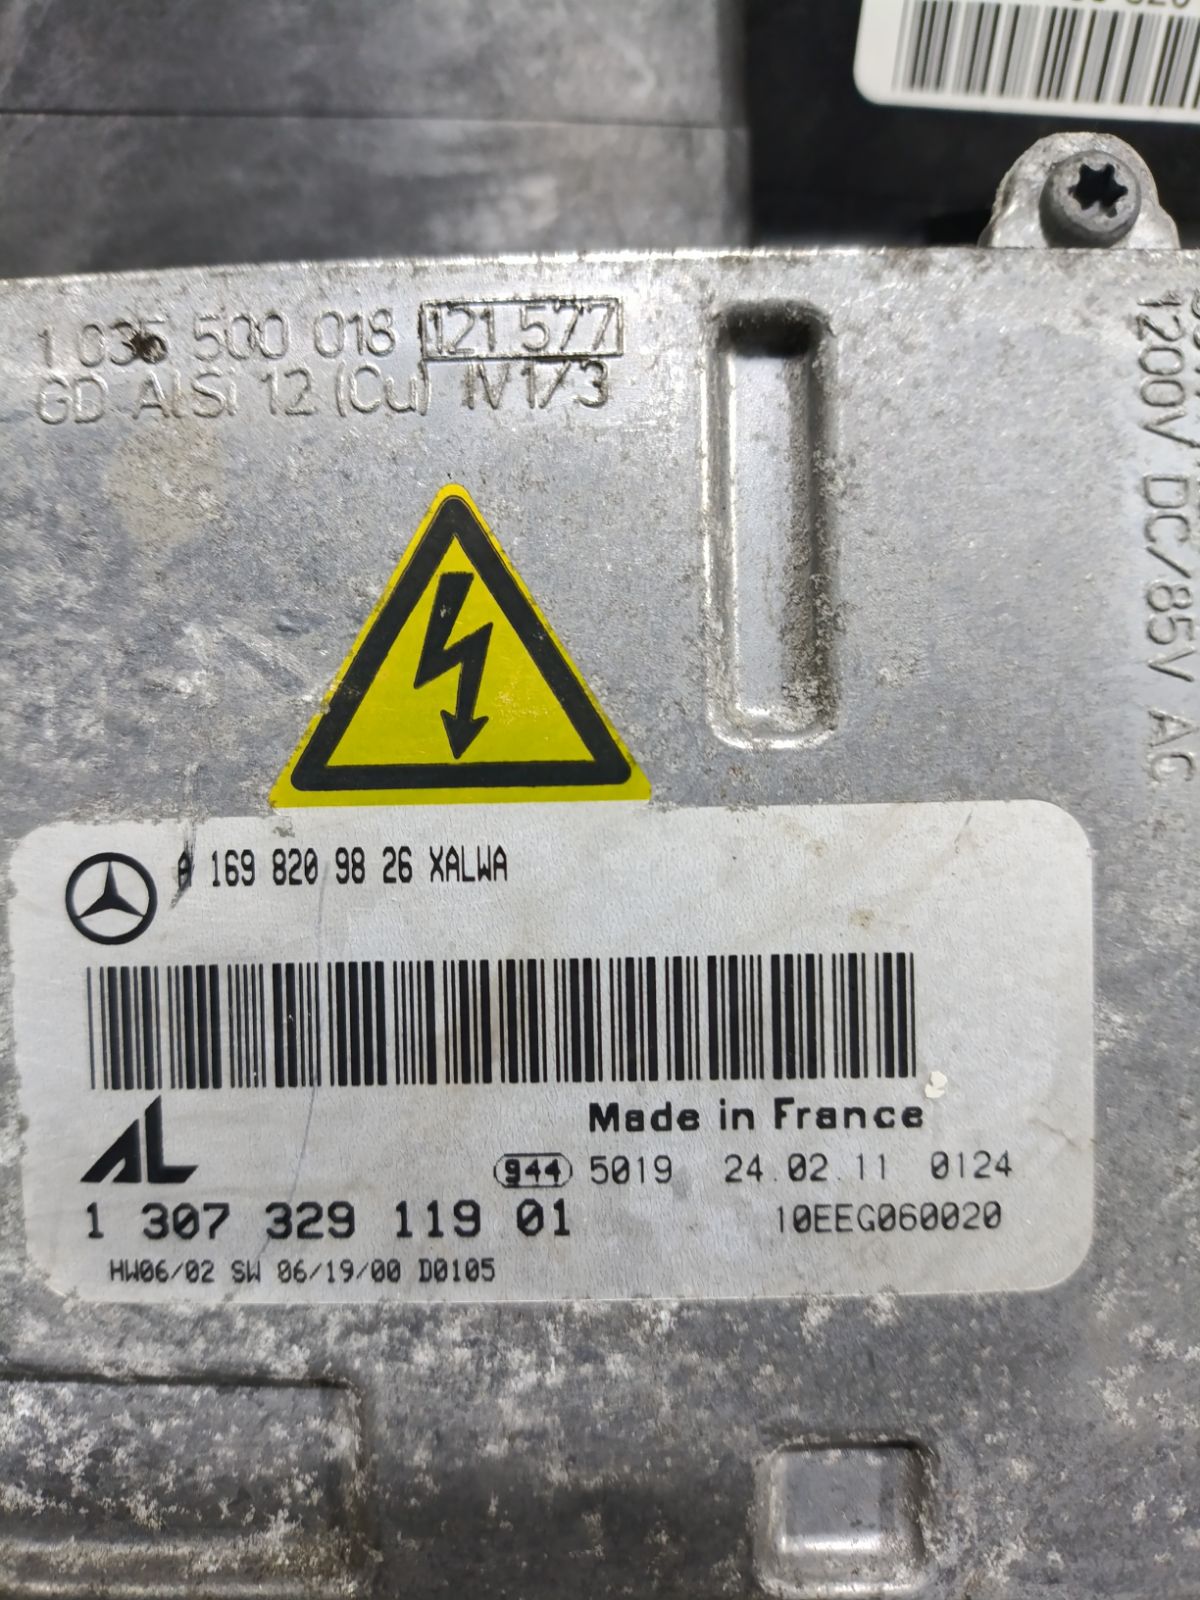 1 035 500 018 121.577
GD AlSi 12 (Cu) IV1/3
1200V DC/85V AC
A 169 820 98 26 XALWA
Made in France
944 5019 24.02.11 0124
AL
1 307 329 119 01
10EEG060020
HW06/02 SW 06/19/00 D0105